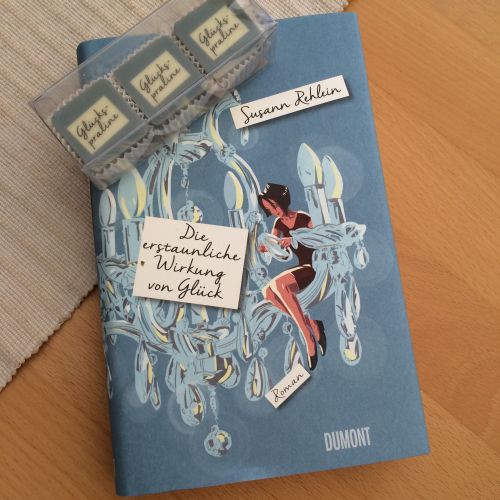 Glücks-
praline
Glücks-
praline
Glücks-
praline
Susann Rehlein
Die
erstaunliche
Wirkung
von Glück
Roman
DUMONT